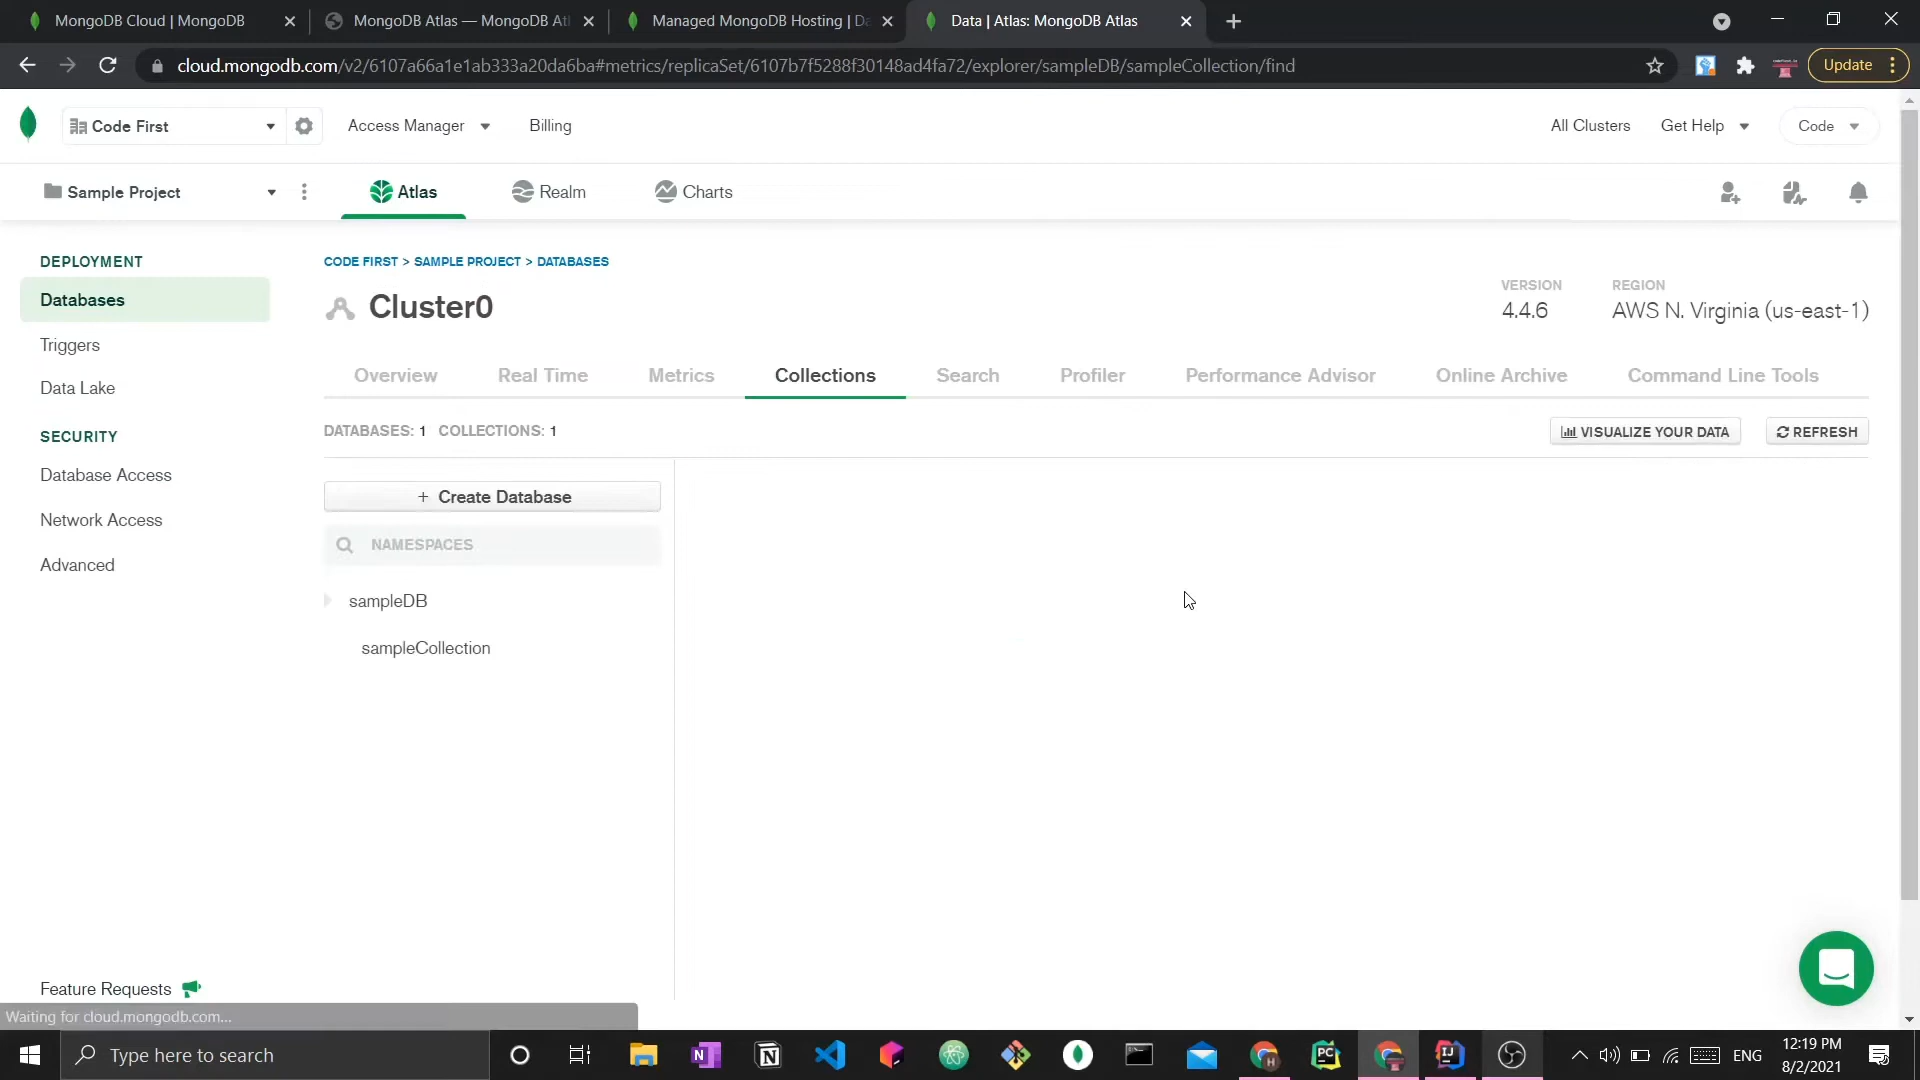 MongoDB Cloud | MongoDB
MongoDB Atlas — MongoDB Atl
Managed MongoDB Hosting | Da
Data | Atlas: MongoDB Atlas
cloud.mongodb.com/v2/6107a66a1e1ab333a20da6ba#metrics/replicaSet/6107b7f5288f30148ad4fa72/explorer/sampleDB/sampleCollection/find
Update
Code First
Access Manager
Billing
All Clusters
Get Help
Code
Sample Project
Atlas
Realm
Charts
DEPLOYMENT
Databases
Triggers
Data Lake
SECURITY
Database Access
Network Access
Advanced
Feature Requests
CODE FIRST > SAMPLE PROJECT > DATABASES
Cluster0
VERSION
4.4.6
REGION
AWS N. Virginia (us-east-1)
Overview
Real Time
Metrics
Collections
Search
Profiler
Performance Advisor
Online Archive
Command Line Tools
DATABASES: 1 COLLECTIONS: 1
VISUALIZE YOUR DATA
REFRESH
+ Create Database
NAMESPACES
sampleDB
sampleCollection
Waiting for cloud.mongodb.com...
Type here to search
ENG
12:19 PM
8/2/2021